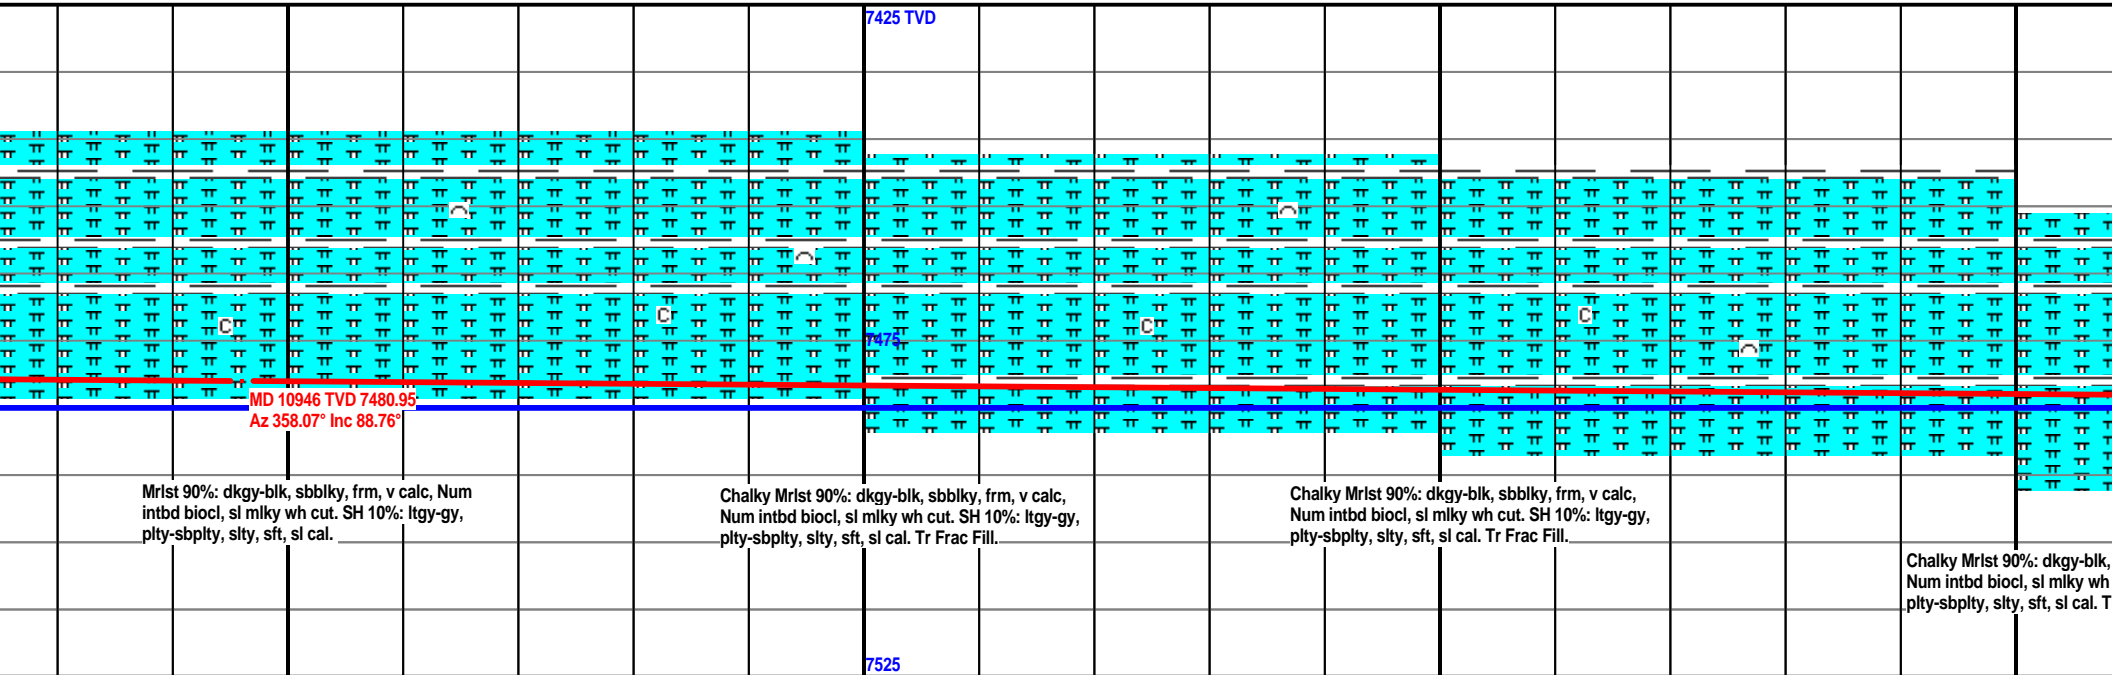 7425 TVD
C
C
C
C
7475
MD 10946 TVD 7480.95
Az 358.07° Inc 88.76°
Mrlst 90%: dkgy-blk, sbblky, frm, v calc, Num
intbd biocl, sl mlky wh cut. SH 10%: ltgy-gy,
plty-sbplty, slty, sft, sl cal.
Chalky Mrlst 90%: dkgy-blk, sbblky, frm, v calc,
Num intbd biocl, sl mlky wh cut. SH 10%: ltgy-gy,
plty-sbplty, slty, sft, sl cal. Tr Frac Fill.
Chalky Mrlst 90%: dkgy-blk, sbblky, frm, v calc,
Num intbd biocl, sl mlky wh cut. SH 10%: ltgy-gy,
plty-sbplty, slty, sft, sl cal. Tr Frac Fill.
Chalky Mrlst 90%: dkgy-blk,
Num intbd biocl, sl mlky wh
plty-sbplty, slty, sft, sl cal. T
7525